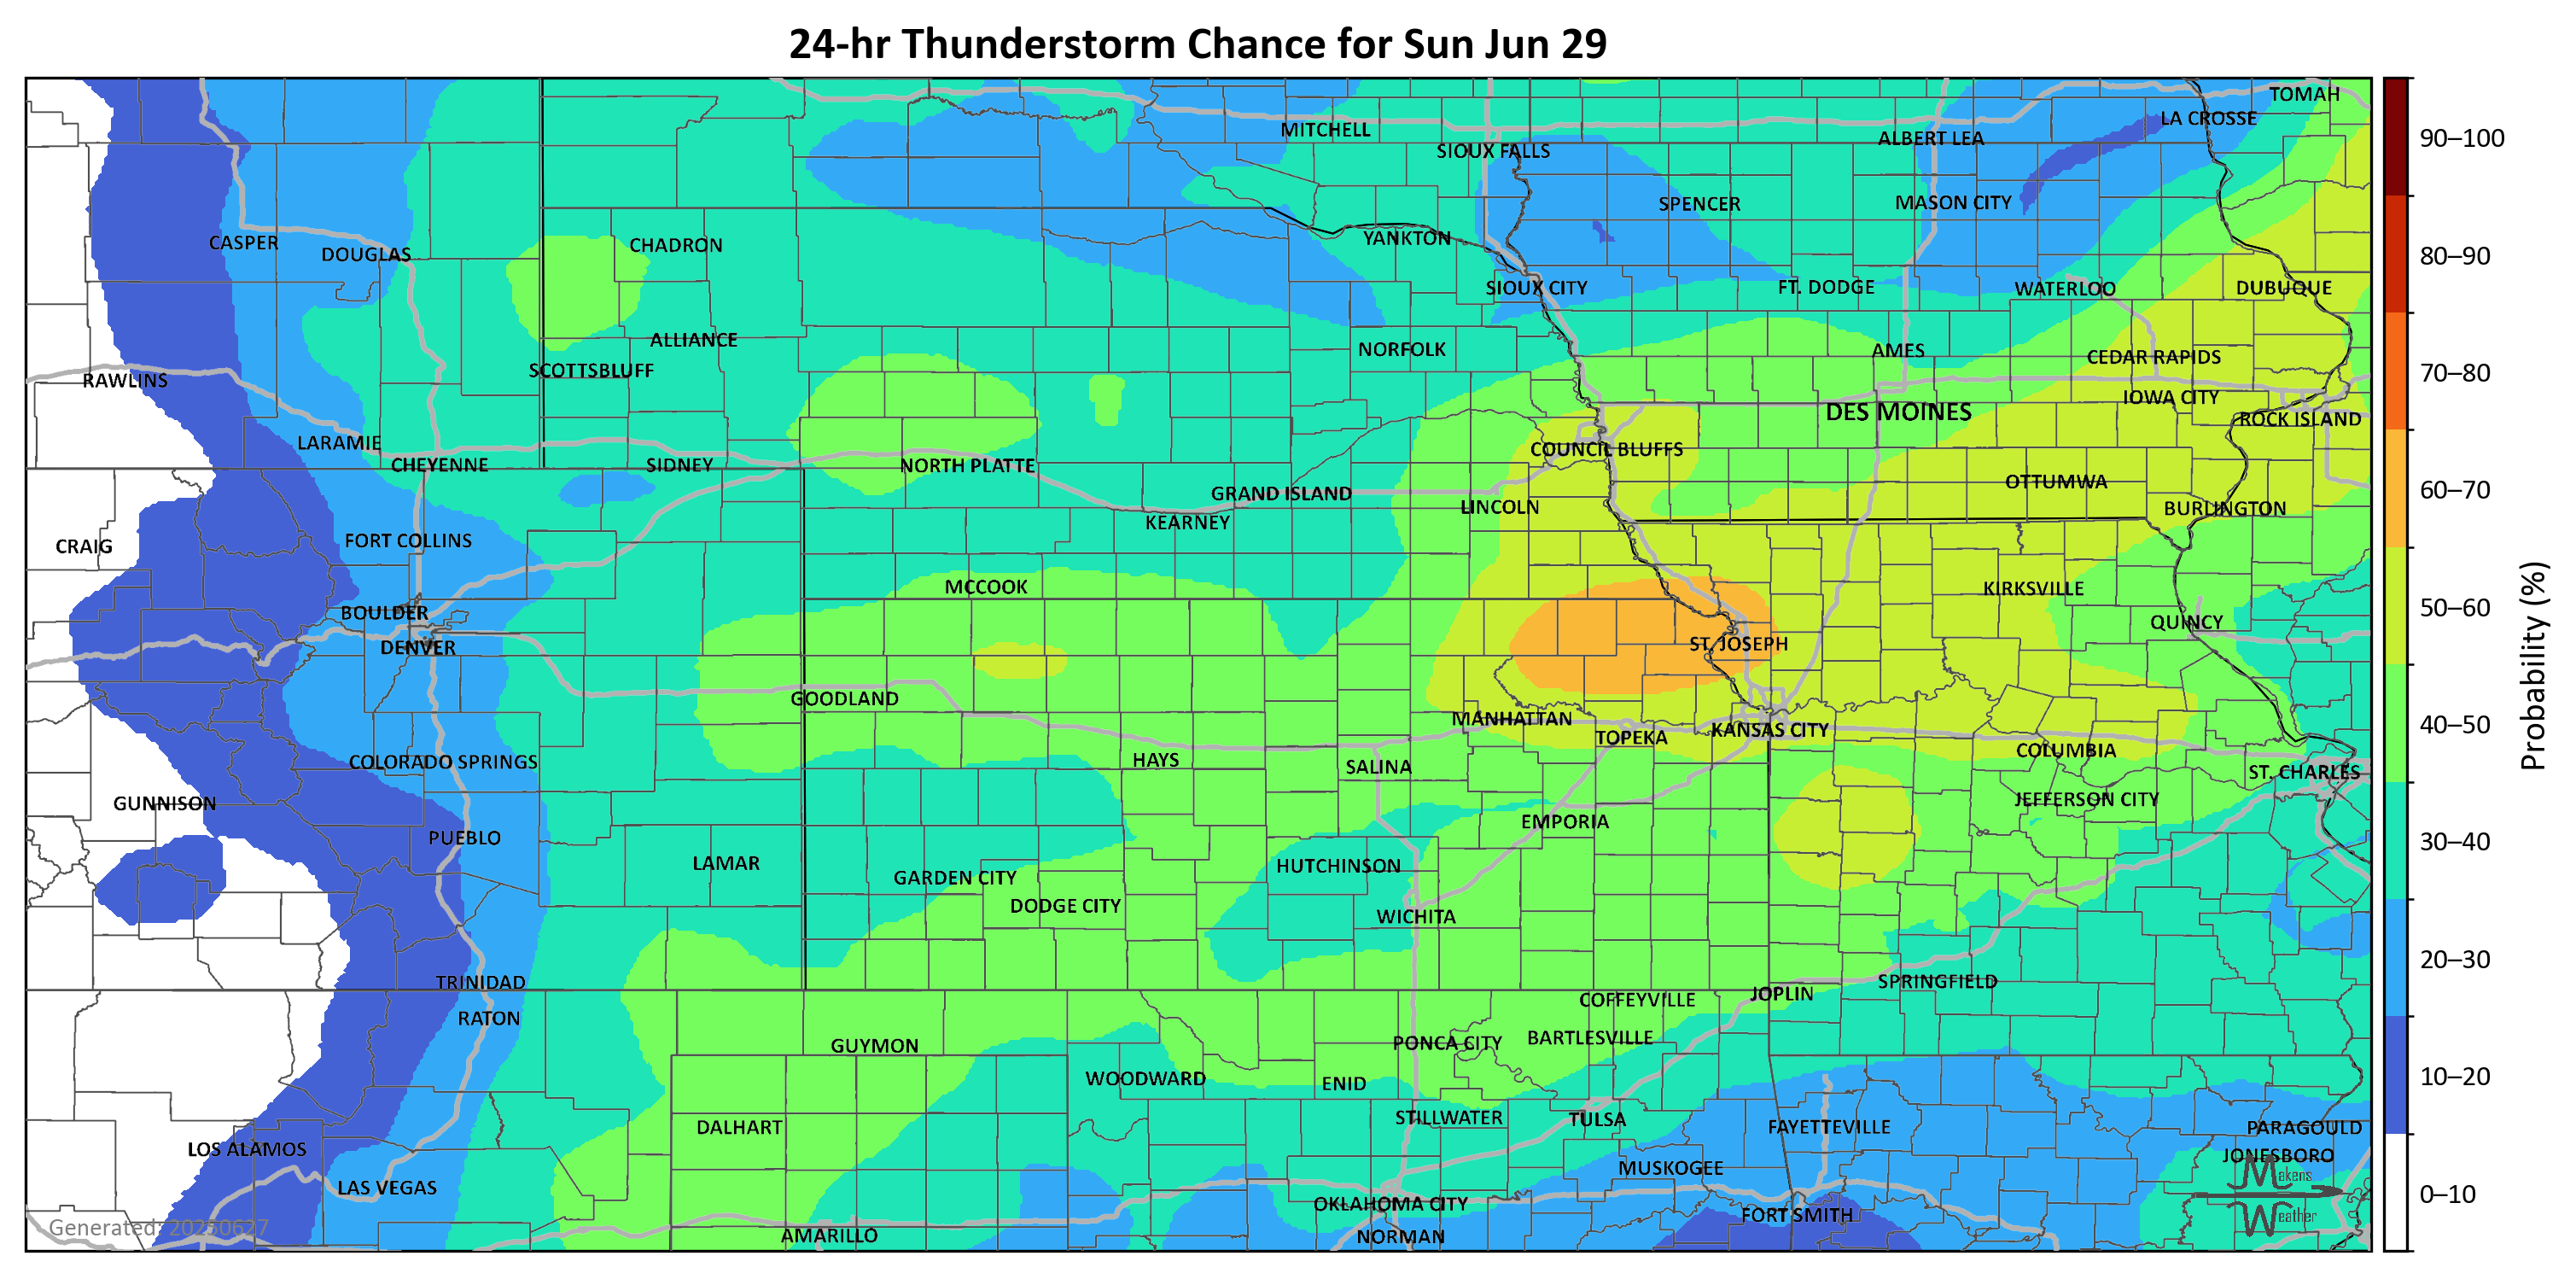 24-hr Thunderstorm Chance for Sun Jun 29
TOMAH
LA CROSSE
MITCHELL
ALBERT LEA
SIOUX FALLS
SPENCER
MASON CITY
CASPER
DOUGLAS
CHADRON
YANKTON
SIOUX CITY
FT. DODGE
WATERLOO
DUBUQUE
ALLIANCE
NORFOLK
AMES
CEDAR RAPIDS
RAWLINS
SCOTTSBLUFF
IOWA CITY
DES MOINES
ROCK ISLAND
LARAMIE
COUNCIL BLUFFS
CHEYENNE
SIDNEY
NORTH PLATTE
OTTUMWA
GRAND ISLAND
LINCOLN
BURLINGTON
KEARNEY
CRAIG
FORT COLLINS
MCCOOK
KIRKSVILLE
BOULDER
QUINCY
DENVER
ST. JOSEPH
GOODLAND
MANHATTAN
KANSAS CITY
TOPEKA
COLUMBIA
COLORADO SPRINGS
HAYS
SALINA
ST. CHARLES
GUNNISON
JEFFERSON CITY
EMPORIA
PUEBLO
LAMAR
HUTCHINSON
GARDEN CITY
DODGE CITY
WICHITA
TRINIDAD
SPRINGFIELD
JOPLIN
COFFEYVILLE
RATON
BARTLESVILLE
GUYMON
PONCA CITY
WOODWARD
ENID
STILLWATER
TULSA
DALHART
FAYETTEVILLE
PARAGOULD
LOS ALAMOS
JONESBORO
MUSKOGEE
LAS VEGAS
OKLAHOMA CITY
FORT SMITH
AMARILLO
NORMAN
Generated: 20250627
Makens
Weather
90–100
80–90
70–80
60–70
50–60
40–50
30–40
20–30
10–20
0–10
Probability (%)